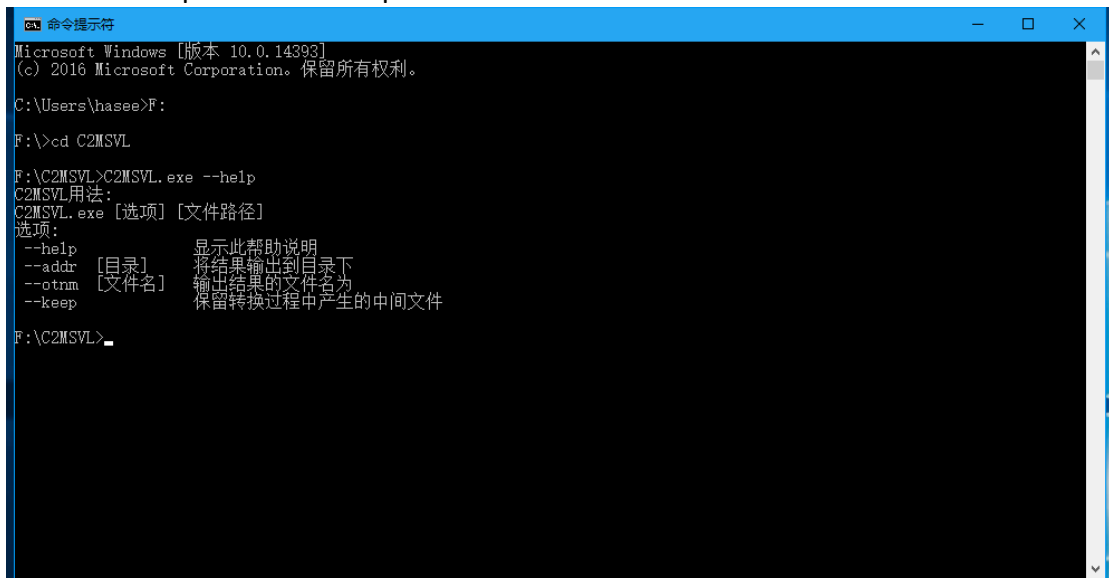 命令提示符
Microsoft Windows [版本 10.0.14393]
(c) 2016 Microsoft Corporation。保留所有权利。
C:\Users\hasee>F:
F:\>cd C2MSVL
F:\C2MSVL>C2MSVL.exe --help
C2MSVL用法:
C2MSVL.exe [选项] [文件路径]
选项:
--help 显示此帮助说明
--addr [目录] 将结果输出到目录下
--otnm [文件名] 输出结果的文件名为
--keep 保留转换过程中产生的中间文件
F:\C2MSVL>